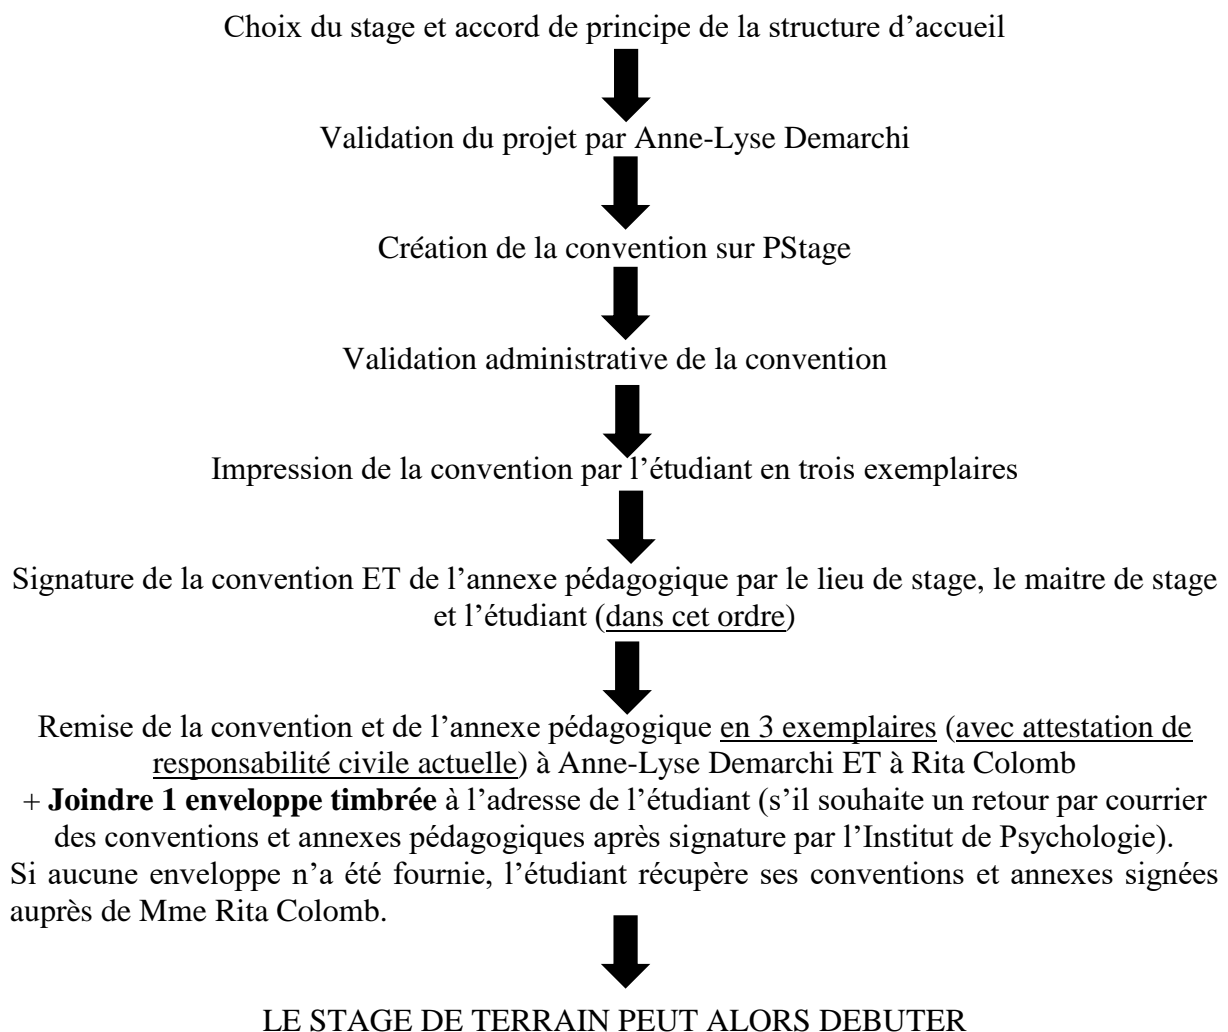 Choix du stage et accord de principe de la structure d’accueil
Validation du projet par Anne-Lyse Demarchi
Création de la convention sur PStage
Validation administrative de la convention
Impression de la convention par l’étudiant en trois exemplaires
Signature de la convention ET de l’annexe pédagogique par le lieu de stage, le maitre de stage
et l’étudiant (dans cet ordre)
Remise de la convention et de l’annexe pédagogique en 3 exemplaires (avec attestation de
responsabilité civile actuelle) à Anne-Lyse Demarchi ET à Rita Colomb
+ Joindre 1 enveloppe timbrée à l’adresse de l’étudiant (s’il souhaite un retour par courrier
des conventions et annexes pédagogiques après signature par l’Institut de Psychologie).
Si aucune enveloppe n’a été fournie, l’étudiant récupère ses conventions et annexes signées
auprès de Mme Rita Colomb.
LE STAGE DE TERRAIN PEUT ALORS DEBUTER